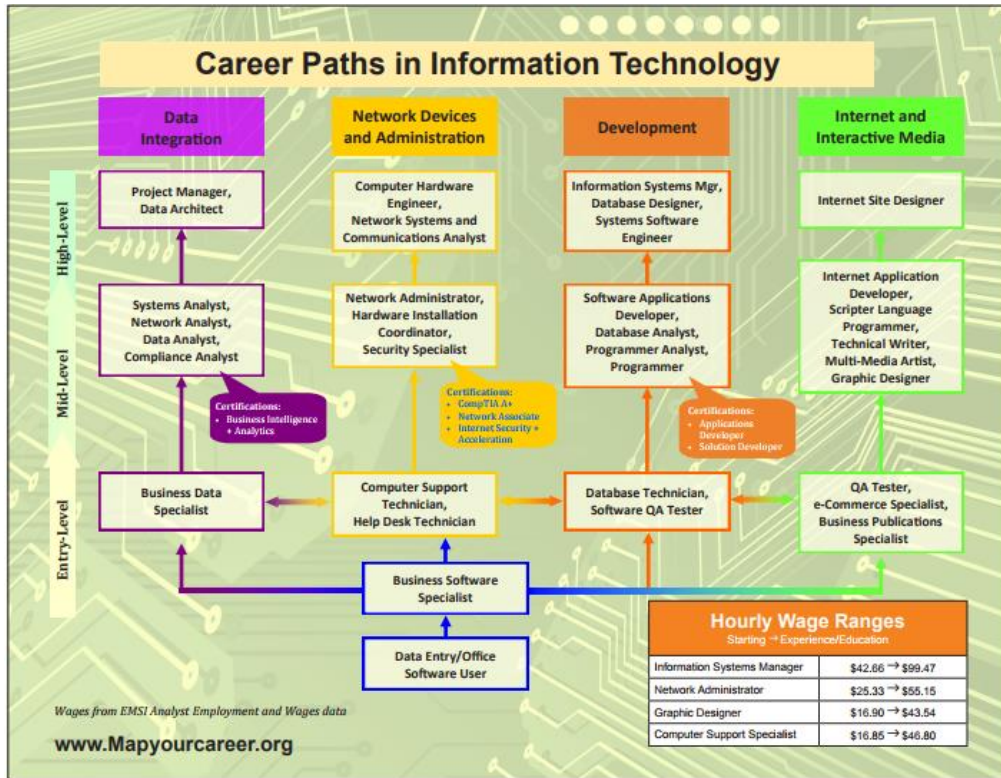 Career Paths in Information Technology
Data
Integration
Network Devices
and Administration
Development
Internet and
Interactive Media
High-Level
Project Manager,
Data Architect
Computer Hardware
Engineer,
Network Systems and
Communications Analyst
Information Systems Mgr,
Database Designer,
Systems Software
Engineer
Internet Site Designer
Mid-Level
Systems Analyst,
Network Analyst,
Data Analyst,
Compliance Analyst
Network Administrator,
Hardware Installation
Coordinator,
Security Specialist
Software Applications
Developer,
Database Analyst,
Programmer Analyst,
Programmer
Internet Application
Developer,
Scripter Language
Programmer,
Technical Writer,
Multi-Media Artist,
Graphic Designer
Certifications:
• Business Intelligence
+ Analytics
Certifications:
• CompTIA A+
• Network Associate
• Internet Security +
Acceleration
Certifications:
• Applications
Developer
• Solution Developer
Entry-Level
Business Data
Specialist
Computer Support
Technician,
Help Desk Technician
Database Technician,
Software QA Tester
QA Tester,
e-Commerce Specialist,
Business Publications
Specialist
Business Software
Specialist
Data Entry/Office
Software User
Hourly Wage Ranges
Starting → Experience/Education
Information Systems Manager $42.66 → $99.47
Network Administrator $25.33 → $55.15
Graphic Designer $16.90 → $43.54
Computer Support Specialist $16.85 → $46.80
Wages from EMSI Analyst Employment and Wages data
www.Mapyourcareer.org